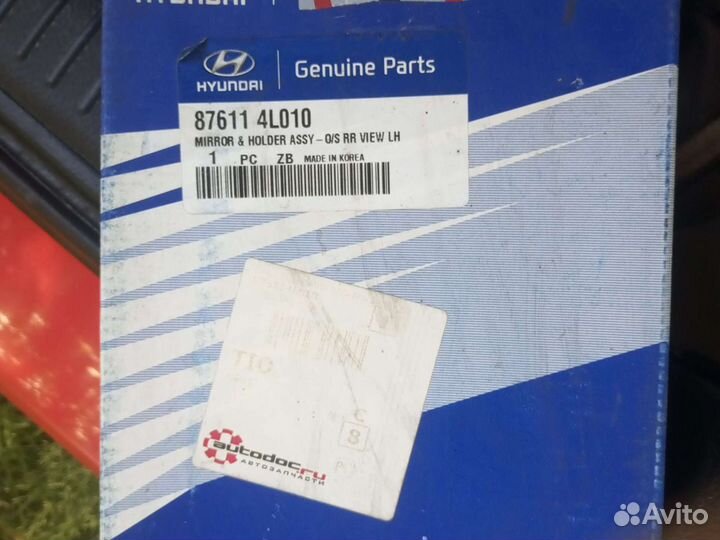 HYUNDAI
HYUNDAI
Genuine Parts
87611 4L010
MIRROR & HOLDER ASSY-O/S RR VIEW LH
1 PC ZB MADE IN KOREA
TTC
C
8
autodoc.ru
АВТОЗАПЧАСТИ
Avito